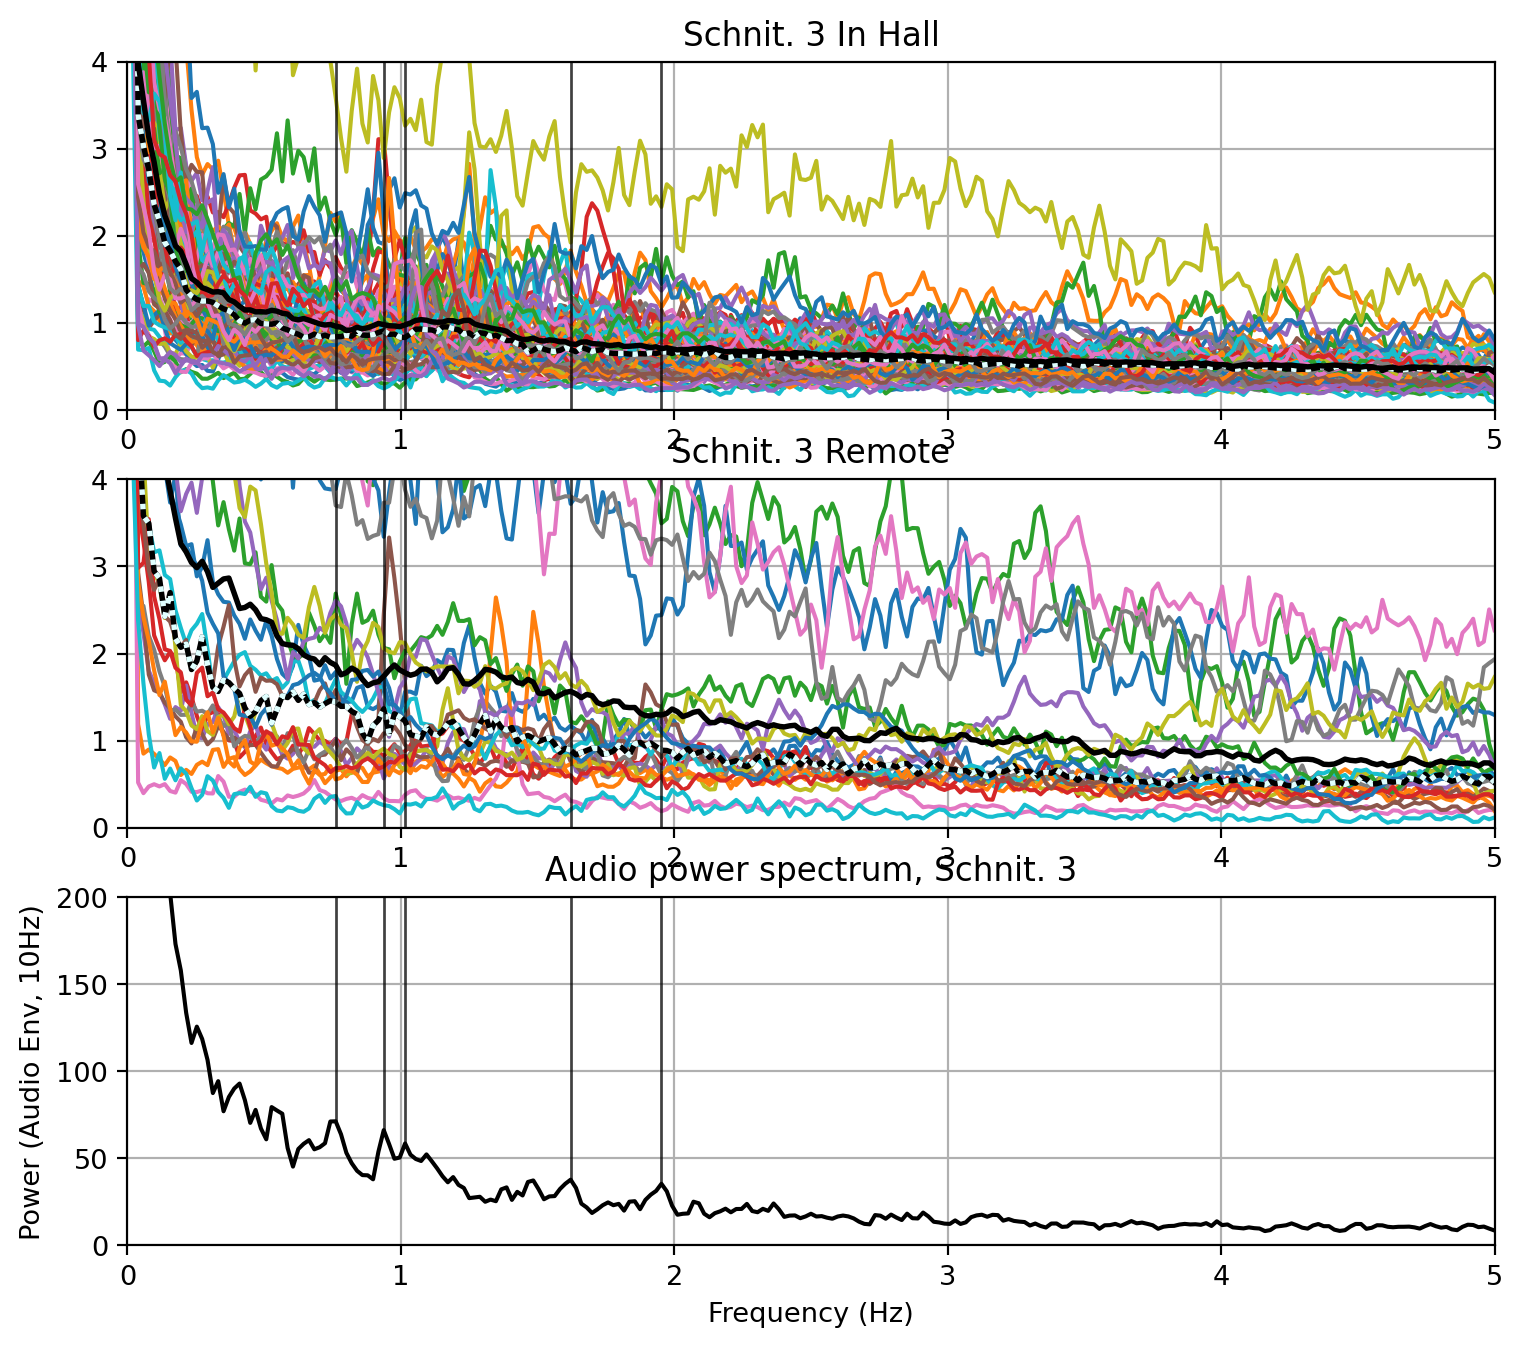 Schnit. 3 In Hall
4
3
2
1
0
0 1 2 3 4 5
Schnit. 3 Remote
4
3
2
1
0
0 1 2 3 4 5
Audio power spectrum, Schnit. 3
200
150
100
50
0
Power (Audio Env, 10Hz)
0 1 2 3 4 5
Frequency (Hz)